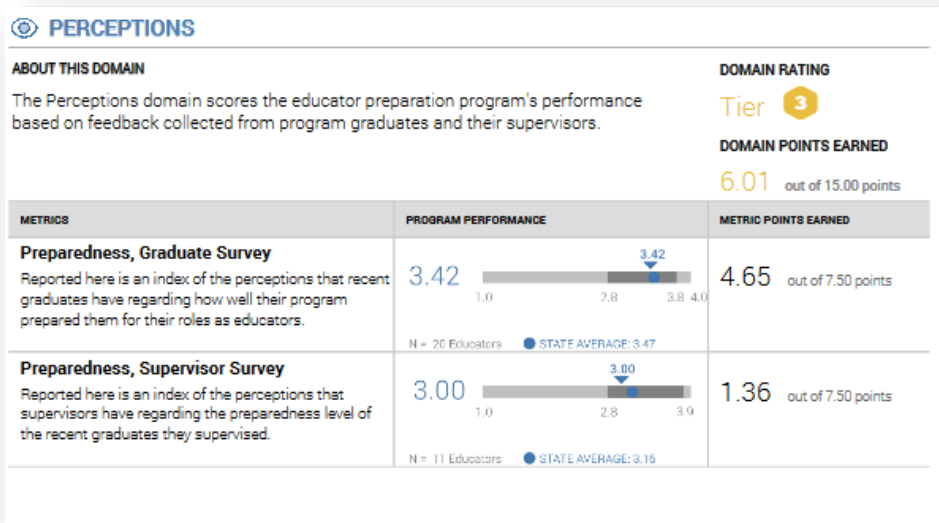 PERCEPTIONS
ABOUT THIS DOMAIN
The Perceptions domain scores the educator preparation program's performance
based on feedback collected from program graduates and their supervisors.
DOMAIN RATING
Tier 3
DOMAIN POINTS EARNED
6.01 out of 15.00 points
METRICS PROGRAM PERFORMANCE METRIC POINTS EARNED
Preparedness, Graduate Survey
Reported here is an index of the perceptions that recent
graduates have regarding how well their program
prepared them for their roles as educators.
3.42
3.42
1.0 2.8 3.8 4.0
N = 20 Educators STATE AVERAGE: 3.47
4.65 out of 7.50 points
Preparedness, Supervisor Survey
Reported here is an index of the perceptions that
supervisors have regarding the preparedness level of
the recent graduates they supervised.
3.00
3.00
1.0 2.8 3.9
N = 11 Educators STATE AVERAGE: 3.16
1.36 out of 7.50 points